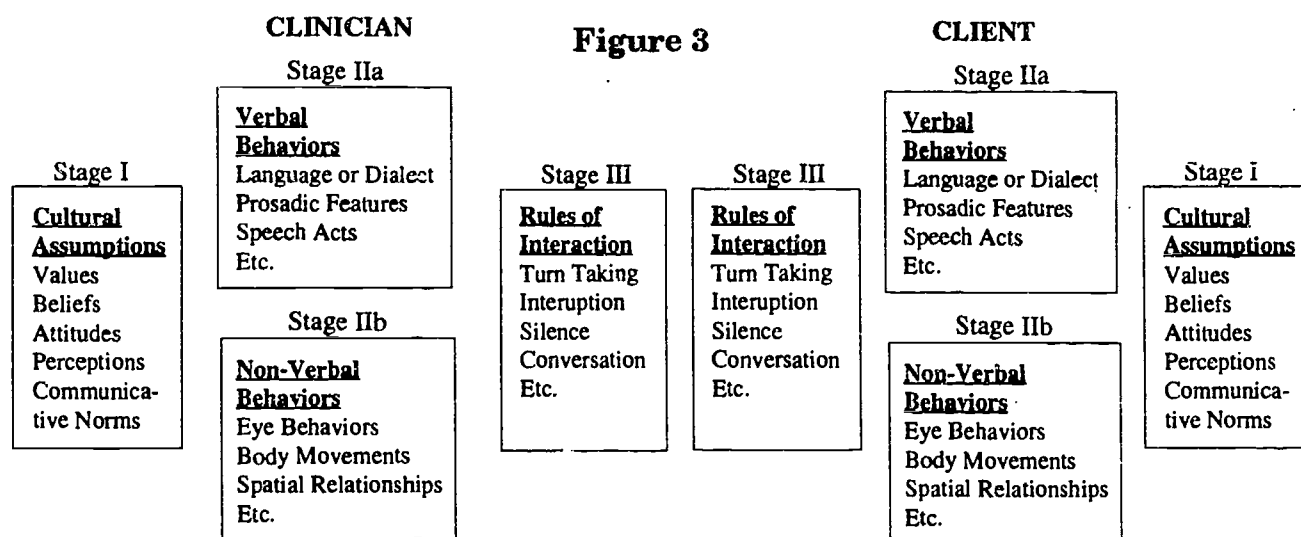 CLINICIAN
Figure 3
CLIENT
Stage I
Cultural
Assumptions
Values
Beliefs
Attitudes
Perceptions
Communica-
tive Norms
Stage IIa
Verbal
Behaviors
Language or Dialect
Prosadic Features
Speech Acts
Etc.
Stage IIb
Non-Verbal
Behaviors
Eye Behaviors
Body Movements
Spatial Relationships
Etc.
Stage III
Rules of
Interaction
Turn Taking
Interuption
Silence
Conversation
Etc.
Stage III
Rules of
Interaction
Turn Taking
Interuption
Silence
Conversation
Etc.
Stage IIa
Verbal
Behaviors
Language or Dialect
Prosadic Features
Speech Acts
Etc.
Stage IIb
Non-Verbal
Behaviors
Eye Behaviors
Body Movements
Spatial Relationships
Etc.
Stage I
Cultural
Assumptions
Values
Beliefs
Attitudes
Perceptions
Communica-
tive Norms